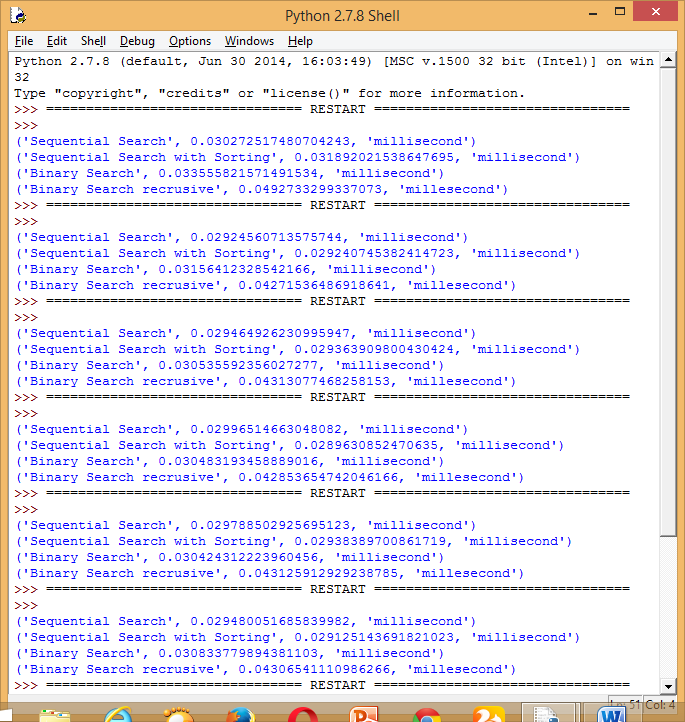 Python 2.7.8 Shell
File Edit Shell Debug Options Windows Help
Python 2.7.8 (default, Jun 30 2014, 16:03:49) [MSC v.1500 32 bit (Intel)] on win
32
Type "copyright", "credits" or "license()" for more information.
>>> ================================ RESTART ================================
>>>
('Sequential Search', 0.030272517480704243, 'millisecond')
('Sequential Search with Sorting', 0.031892021538647695, 'millisecond')
('Binary Search', 0.033555821571491534, 'millisecond')
('Binary Search recrusive', 0.0492733299337073, 'millesecond')
>>> ================================ RESTART ================================
>>>
('Sequential Search', 0.02924560713575744, 'millisecond')
('Sequential Search with Sorting', 0.029240745382414723, 'millisecond')
('Binary Search', 0.03156412328542166, 'millisecond')
('Binary Search recrusive', 0.04271536486918641, 'millesecond')
>>> ================================ RESTART ================================
>>>
('Sequential Search', 0.029464926230995947, 'millisecond')
('Sequential Search with Sorting', 0.029363909800430424, 'millisecond')
('Binary Search', 0.030535592356027277, 'millisecond')
('Binary Search recrusive', 0.04313077468258153, 'millesecond')
>>> ================================ RESTART ================================
>>>
('Sequential Search', 0.02996514663048082, 'millisecond')
('Sequential Search with Sorting', 0.0289630852470635, 'millisecond')
('Binary Search', 0.030483193458889016, 'millisecond')
('Binary Search recrusive', 0.042853654742046166, 'millesecond')
>>> ================================ RESTART ================================
>>>
('Sequential Search', 0.029788502925695123, 'millisecond')
('Sequential Search with Sorting', 0.02938389700861719, 'millisecond')
('Binary Search', 0.030424312223960456, 'millisecond')
('Binary Search recrusive', 0.043125912929238785, 'millesecond')
>>> ================================ RESTART ================================
>>>
('Sequential Search', 0.029480051685839982, 'millisecond')
('Sequential Search with Sorting', 0.029125143691821023, 'millisecond')
('Binary Search', 0.030833779894381103, 'millisecond')
('Binary Search recrusive', 0.04306541110986266, 'millesecond')
>>> ================================ RESTART ================================
Ln: 51 Col: 4